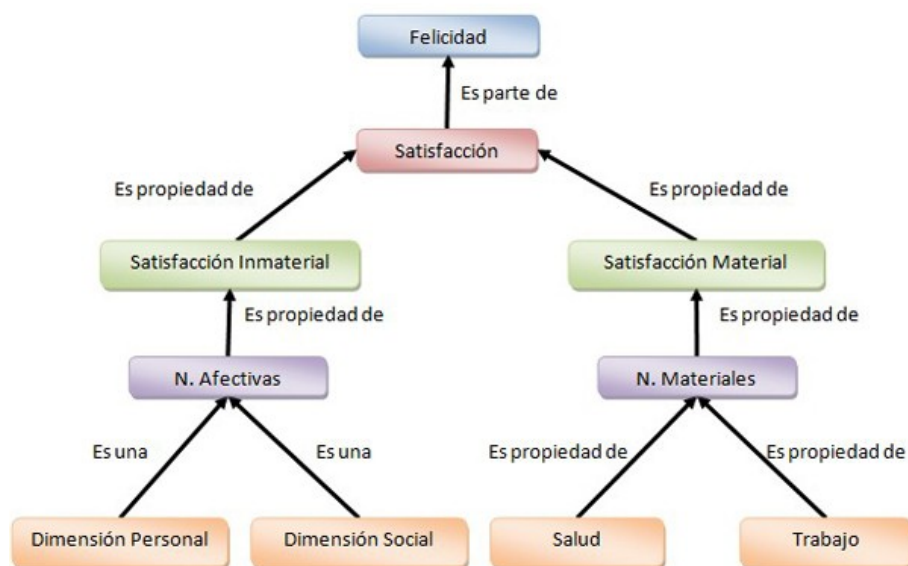 Felicidad
Es parte de
Satisfacción
Es propiedad de
Es propiedad de
Satisfacción Inmaterial
Satisfacción Material
Es propiedad de
Es propiedad de
N. Afectivas
N. Materiales
Es una
Es una
Es propiedad de
Es propiedad de
Dimensión Personal
Dimensión Social
Salud
Trabajo